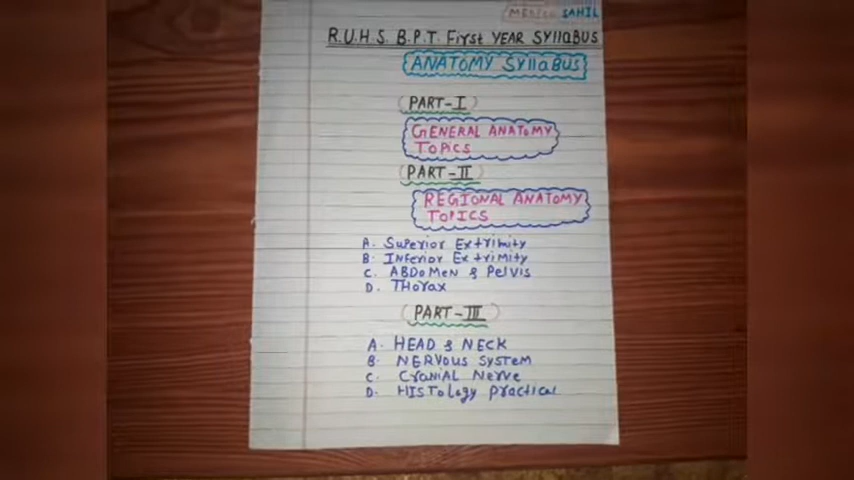 MEDICO SAHIL
R.U.H.S. B.P.T. First YEAR SYllABUS
ANATOMY SYllABUS
(PART-I)
GENERAL ANATOMY
TOPICS
(PART-II)
REGIONAL ANATOMY
TOPICS
A. Superior Extrimity
B. Inferior Extrimity
C. ABDOMEN & Pelvis
D. THorax
(PART-III)
A. HEAD & NECK
B. NERVOUS SYSTEM
C. CraniAL Nerve
D. HISTology Practical